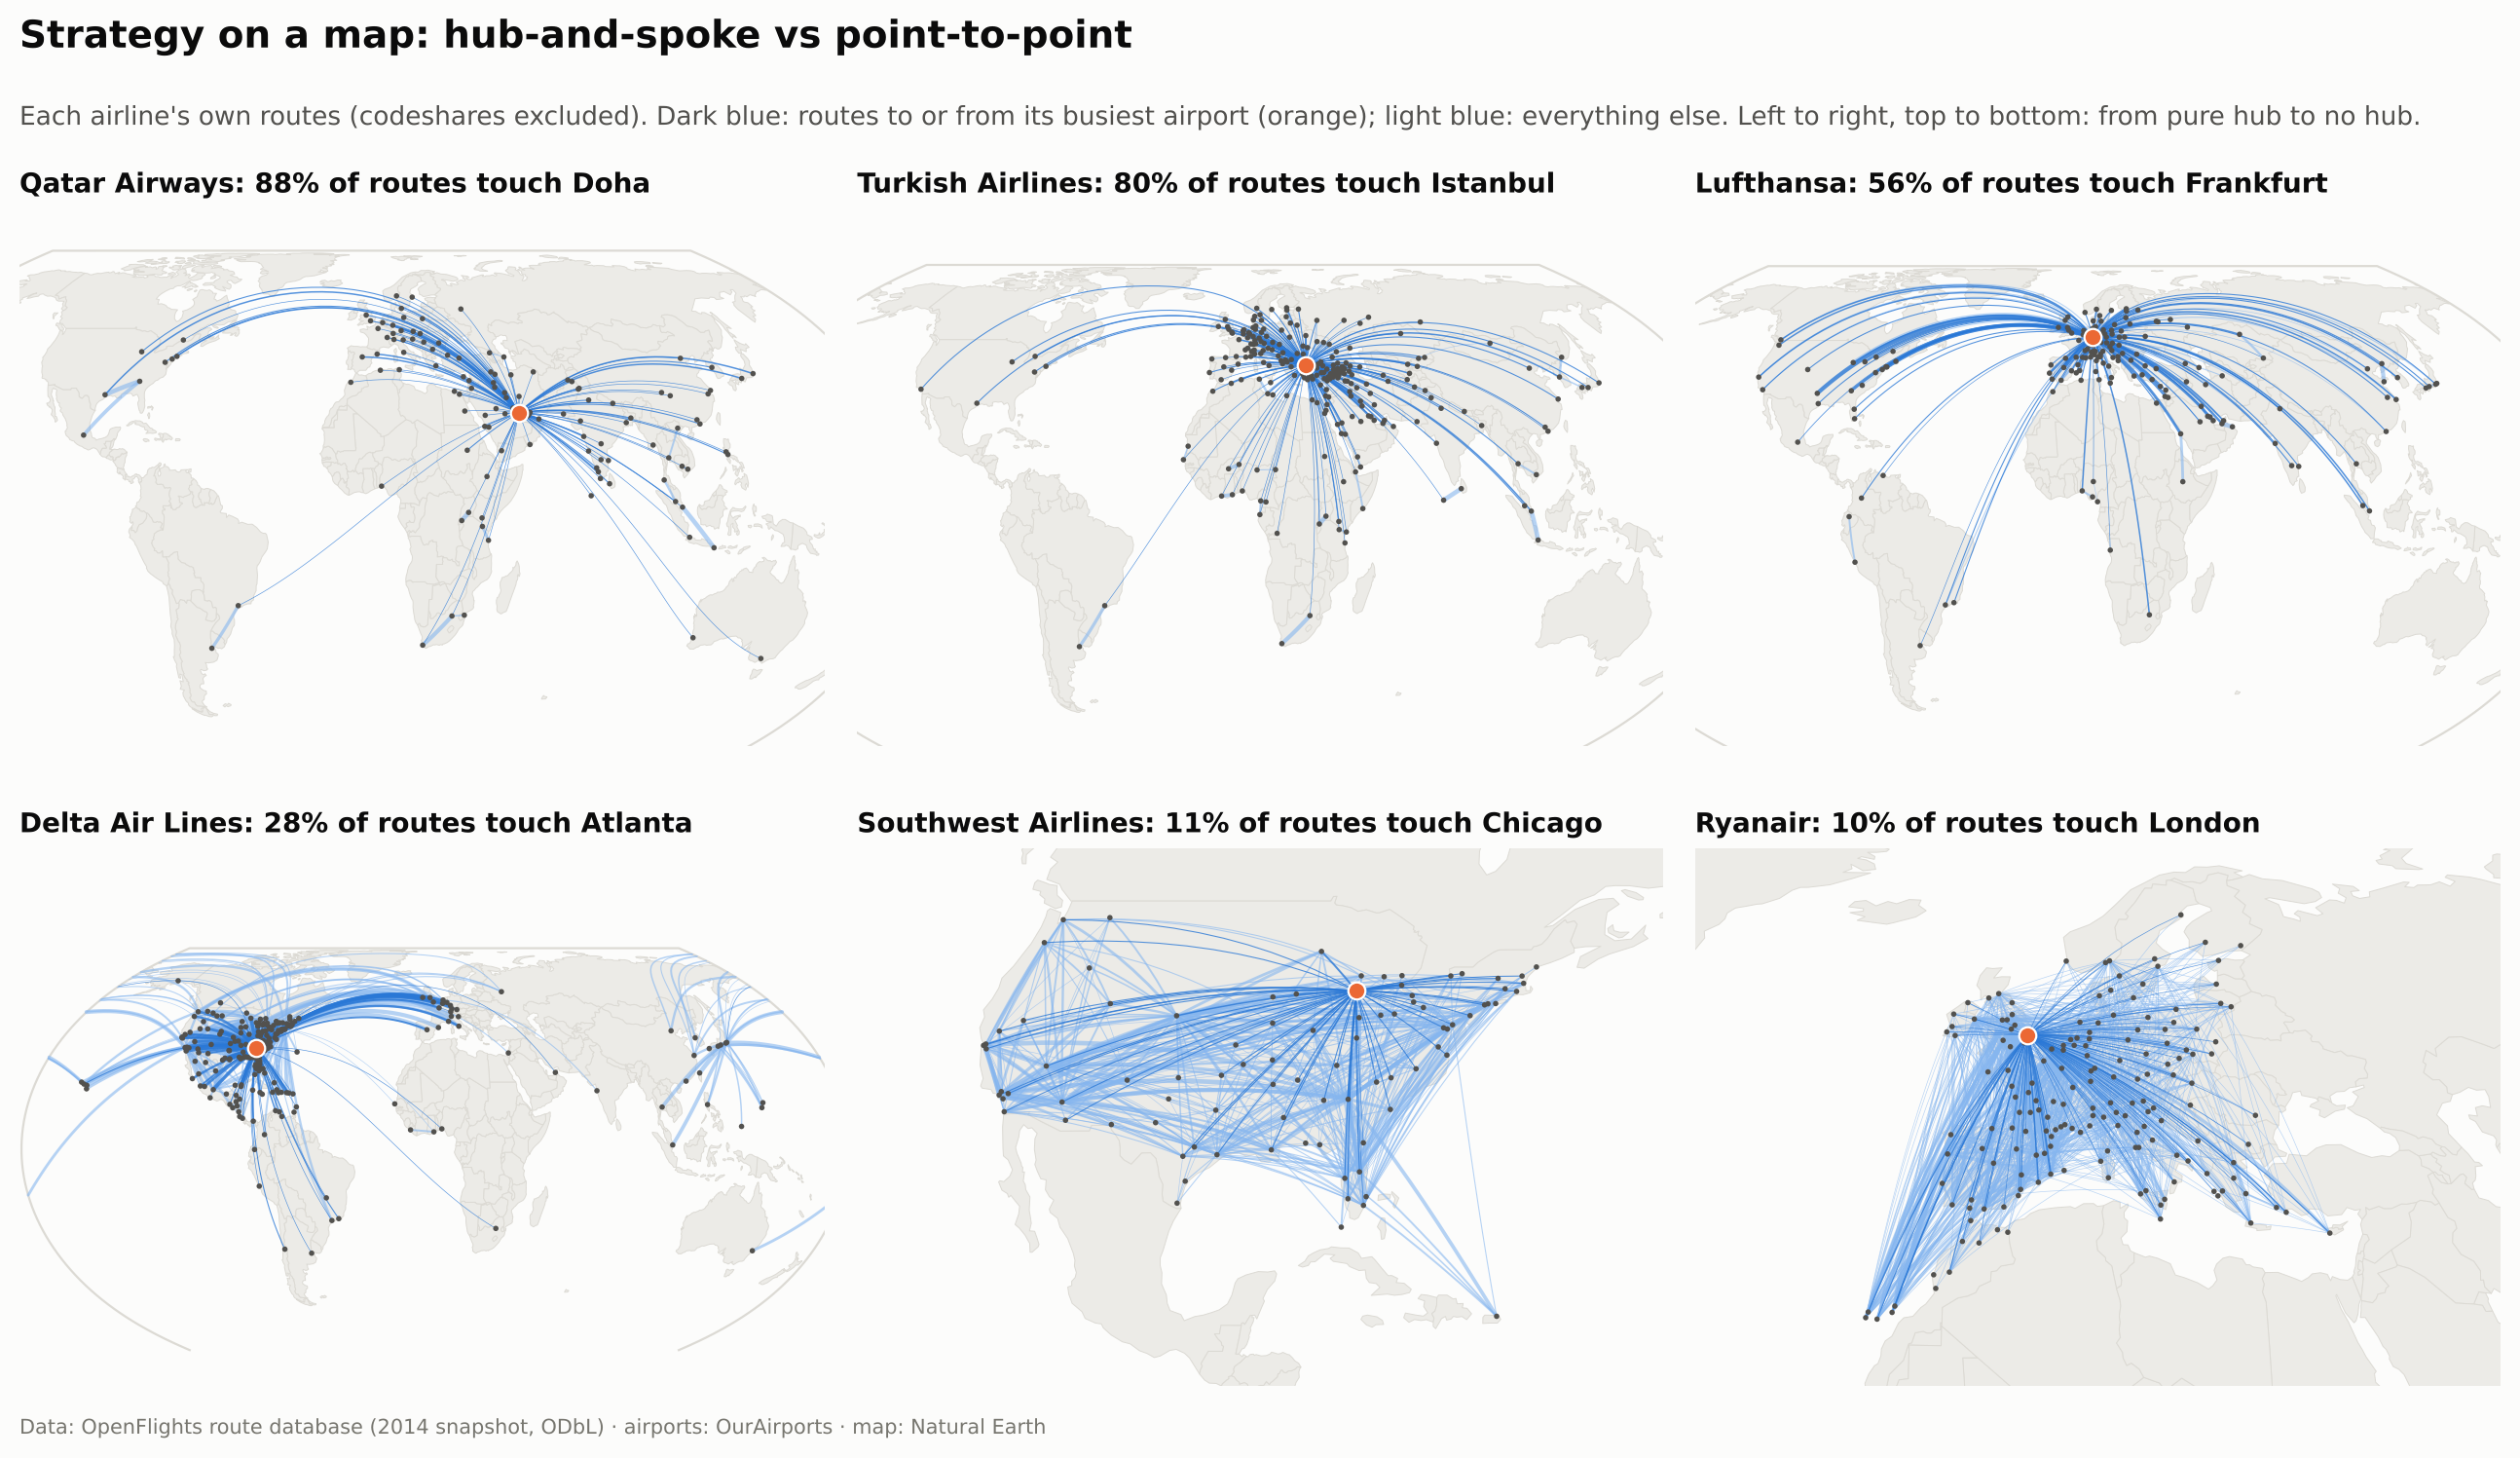 Strategy on a map: hub-and-spoke vs point-to-point
Each airline's own routes (codeshares excluded). Dark blue: routes to or from its busiest airport (orange); light blue: everything else. Left to right, top to bottom: from pure hub to no hub.
Qatar Airways: 88% of routes touch Doha
Turkish Airlines: 80% of routes touch Istanbul
Lufthansa: 56% of routes touch Frankfurt
Delta Air Lines: 28% of routes touch Atlanta
Southwest Airlines: 11% of routes touch Chicago
Ryanair: 10% of routes touch London
Data: OpenFlights route database (2014 snapshot, ODbL) · airports: OurAirports · map: Natural Earth